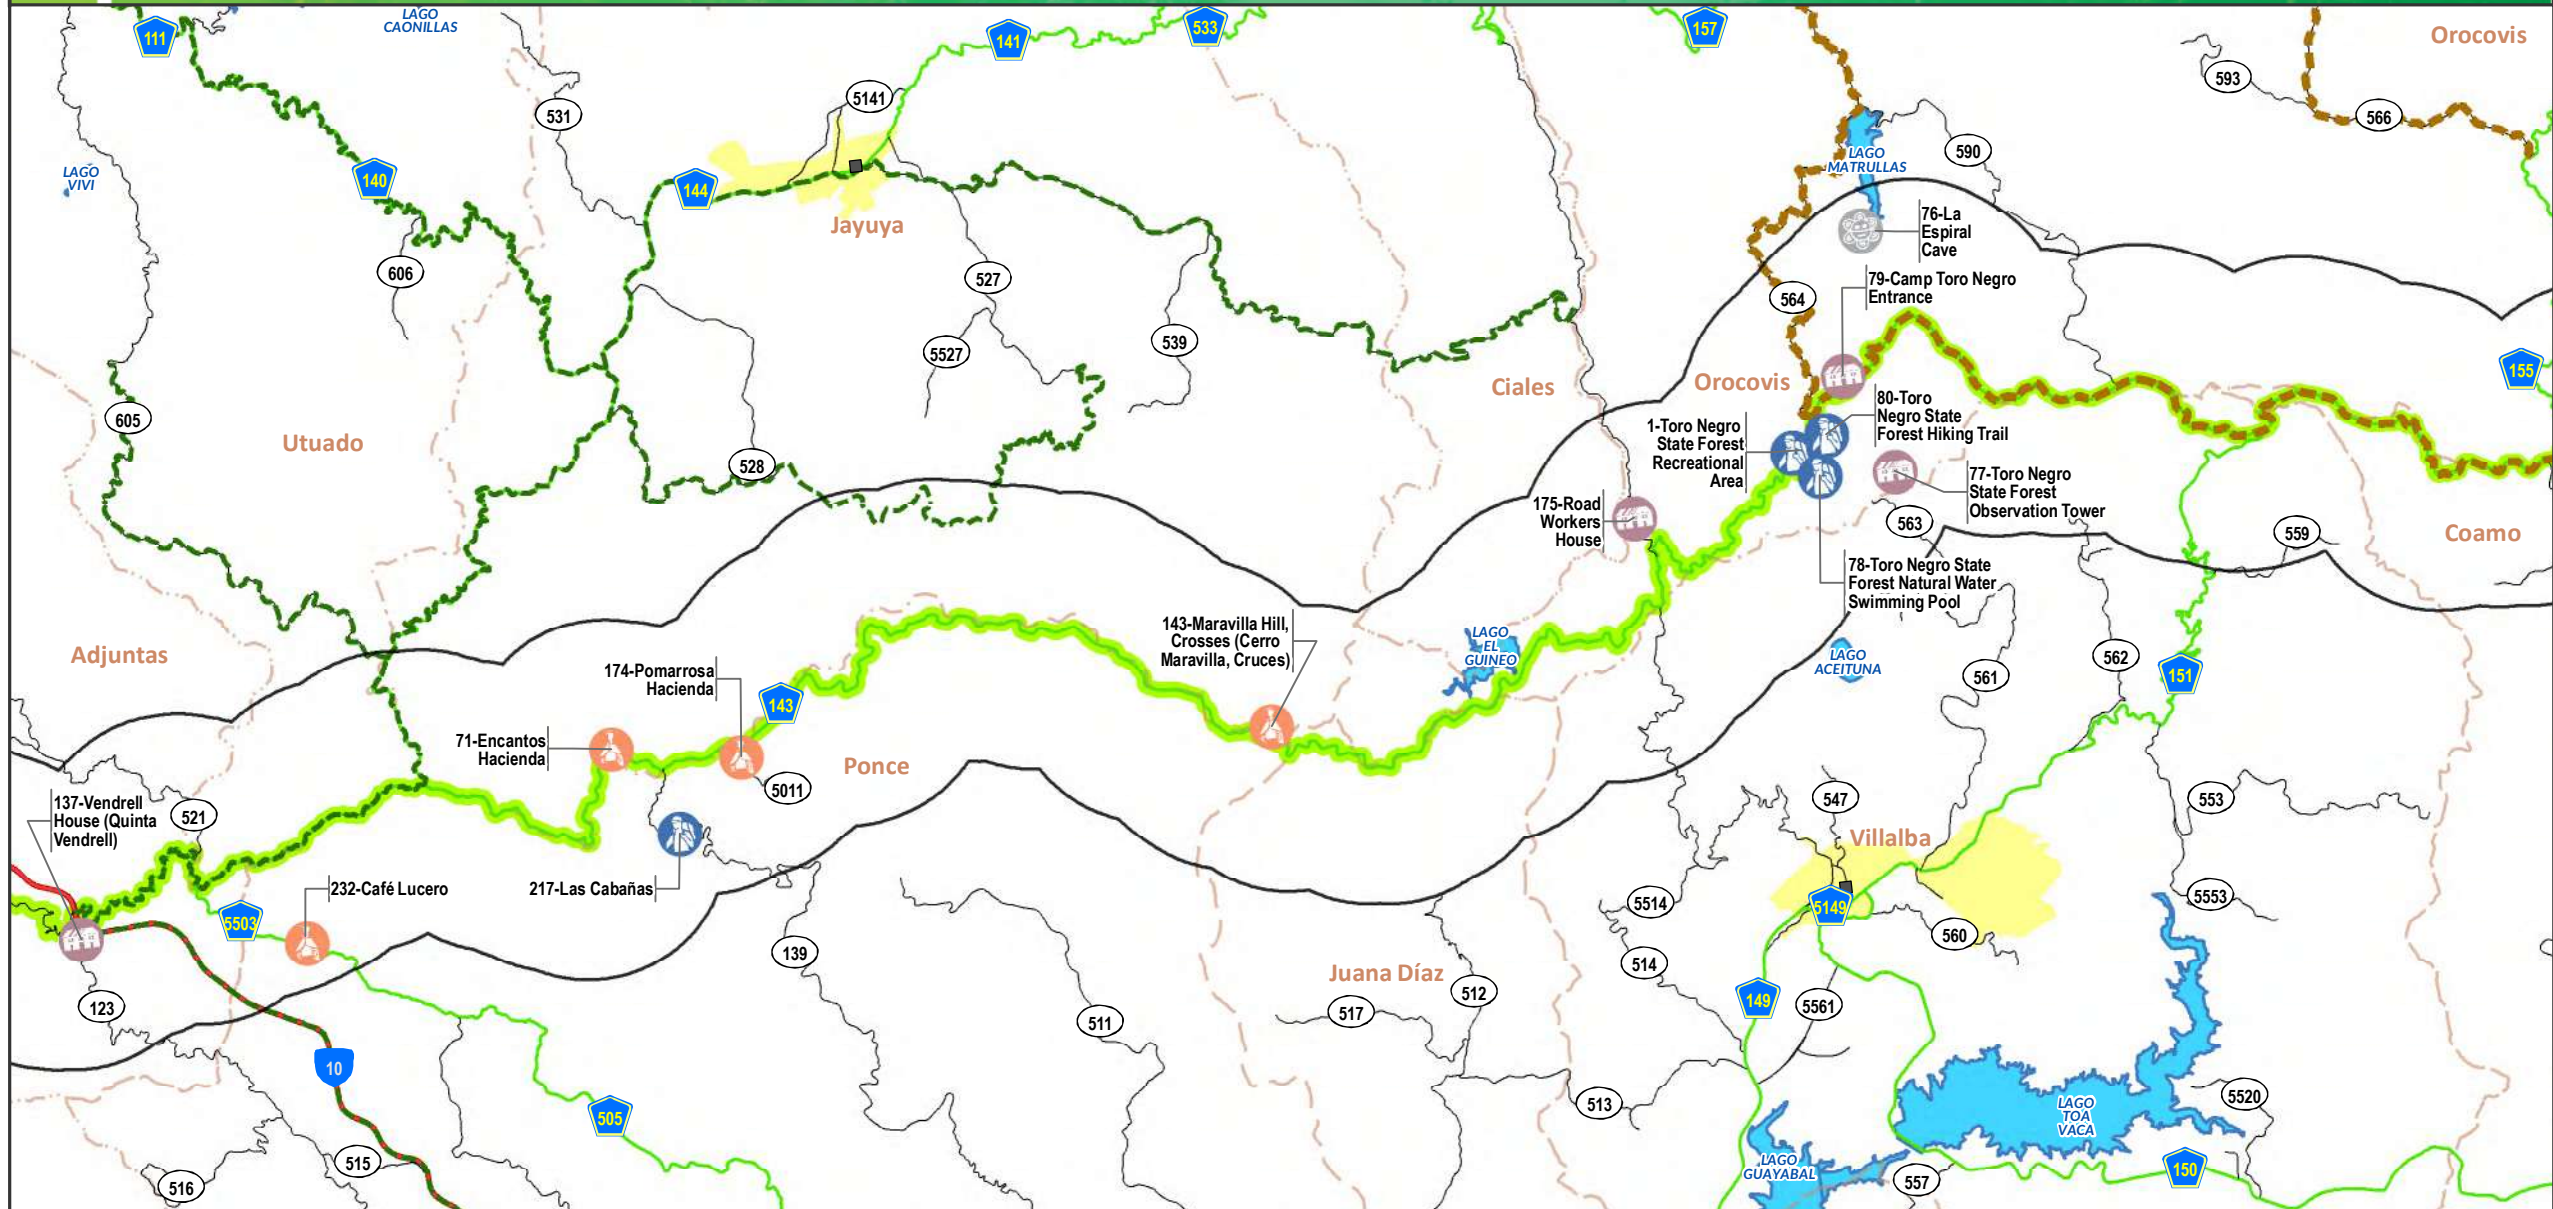 LAGO
CAONILLAS
111
141
533
157
Orocovis
593
566
5141
531
590
LAGO
MATRULLAS
LAGO
VIVI
140
144
Jayuya
76-La
Espiral
Cave
606
527
564
79-Camp Toro Negro
Entrance
5527
539
155
Ciales
Orocovis
605
Utuado
528
1-Toro Negro
State Forest
Recreational
Area
80-Toro
Negro State
Forest Hiking Trail
77-Toro Negro
State Forest
Observation Tower
563
175-Road
Workers
House
559
Coamo
78-Toro Negro State
Forest Natural Water
Swimming Pool
143-Maravilla Hill,
Crosses (Cerro
Maravilla, Cruces)
LAGO
EL
GUINEO
LAGO
ACEITUNA
561
562
151
Adjuntas
174-Pomarrosa
Hacienda
143
71-Encantos
Hacienda
Ponce
5011
137-Vendrell
House (Quinta
Vendrell)
521
547
553
Villalba
232-Café Lucero
217-Las Cabañas
5503
5514
5149
5553
560
139
514
Juana Díaz
512
517
149
5561
123
511
10
505
513
LAGO
TOA
VACA
5520
515
516
LAGO
GUAYABAL
557
150